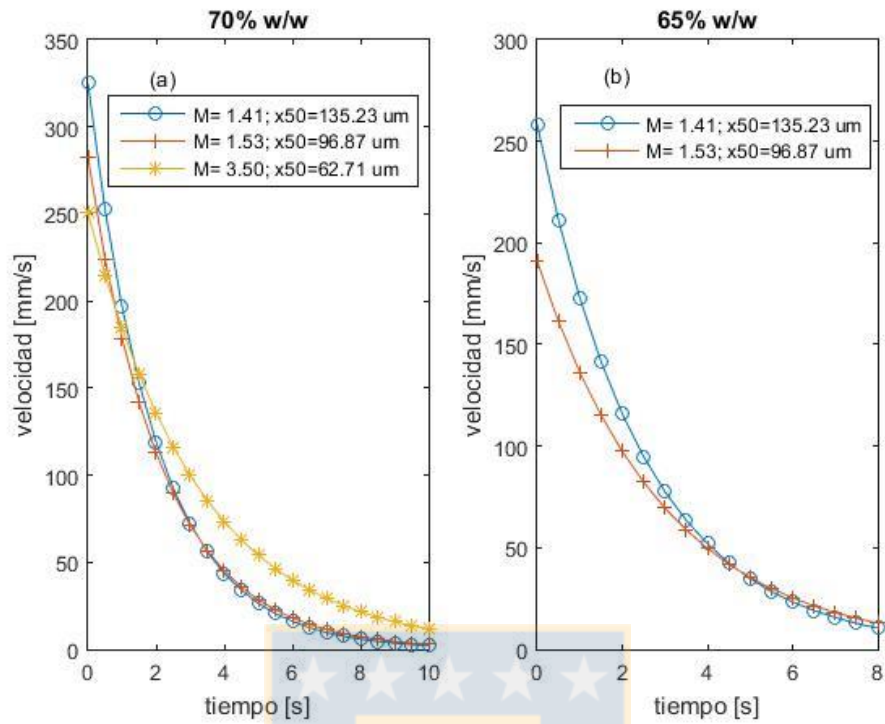 70% w/w
350
300
250
200
150
100
50
0
velocidad [mm/s]
(a)
M= 1.41; x50=135.23 um
M= 1.53; x50=96.87 um
M= 3.50; x50=62.71 um
0 2 4 6 8 10
tiempo [s]
65% w/w
300
250
200
150
100
50
0
velocidad [mm/s]
(b)
M= 1.41; x50=135.23 um
M= 1.53; x50=96.87 um
0 2 4 6 8
tiempo [s]